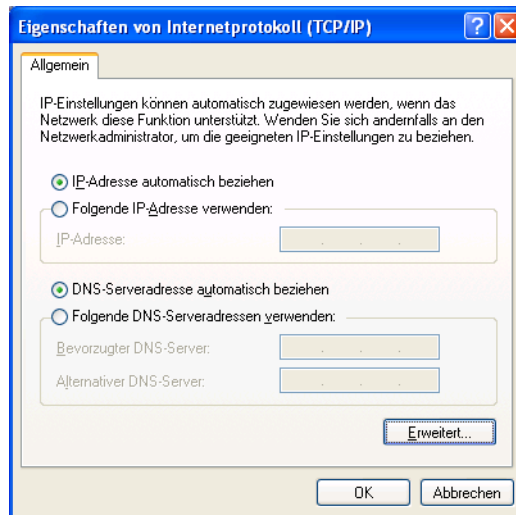 Eigenschaften von Internetprotokoll (TCP/IP)
?
Allgemein
IP-Einstellungen können automatisch zugewiesen werden, wenn das
Netzwerk diese Funktion unterstützt. Wenden Sie sich andernfalls an den
Netzwerkadministrator, um die geeigneten IP-Einstellungen zu beziehen.
IP-Adresse automatisch beziehen
Folgende IP-Adresse verwenden:
IP-Adresse:
DNS-Serveradresse automatisch beziehen
Folgende DNS-Serveradressen verwenden:
Bevorzugter DNS-Server:
Alternativer DNS-Server:
Erweitert...
OK Abbrechen